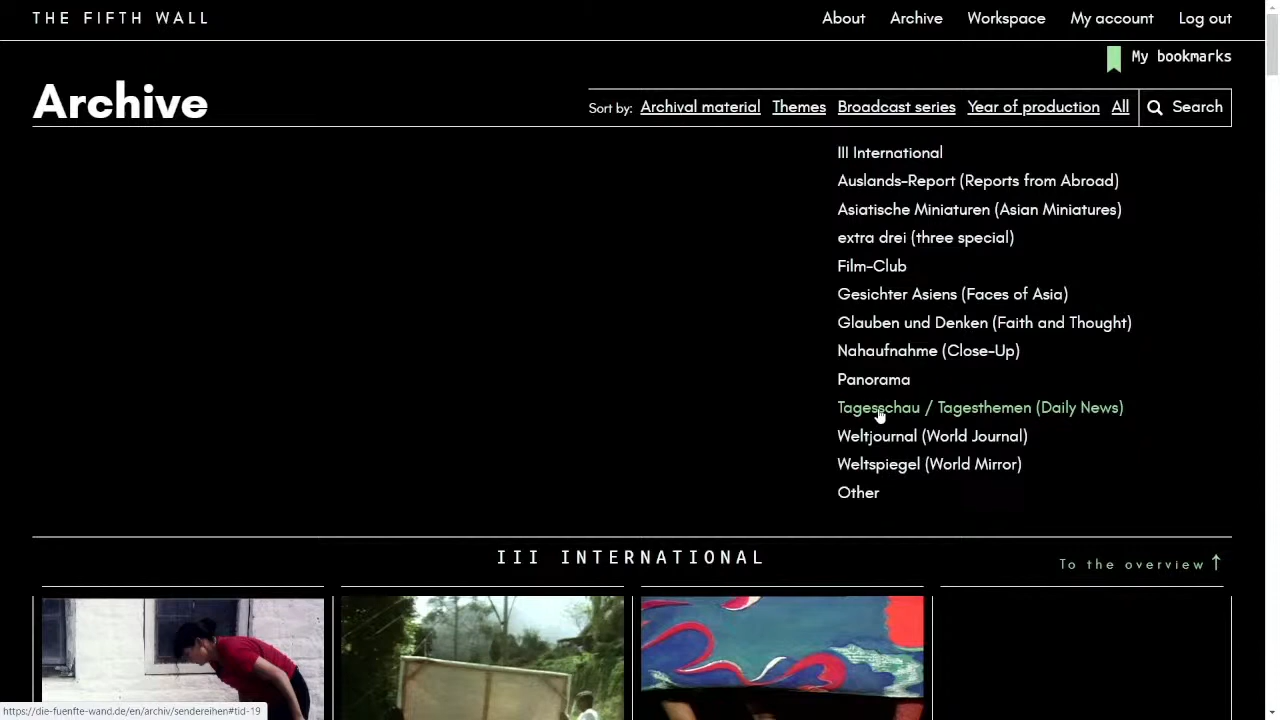 THE FIFTH WALL
About Archive Workspace My account Log out
My bookmarks
Archive
Sort by: Archival material Themes Broadcast series Year of production All Search
III International
Auslands-Report (Reports from Abroad)
Asiatische Miniaturen (Asian Miniatures)
extra drei (three special)
Film-Club
Gesichter Asiens (Faces of Asia)
Glauben und Denken (Faith and Thought)
Nahaufnahme (Close-Up)
Panorama
Tagesschau / Tagesthemen (Daily News)
Weltjournal (World Journal)
Weltspiegel (World Mirror)
Other
III INTERNATIONAL
To the overview ↑
https://die-fuenfte-wand.de/en/archiv/sendereihen#tid-19